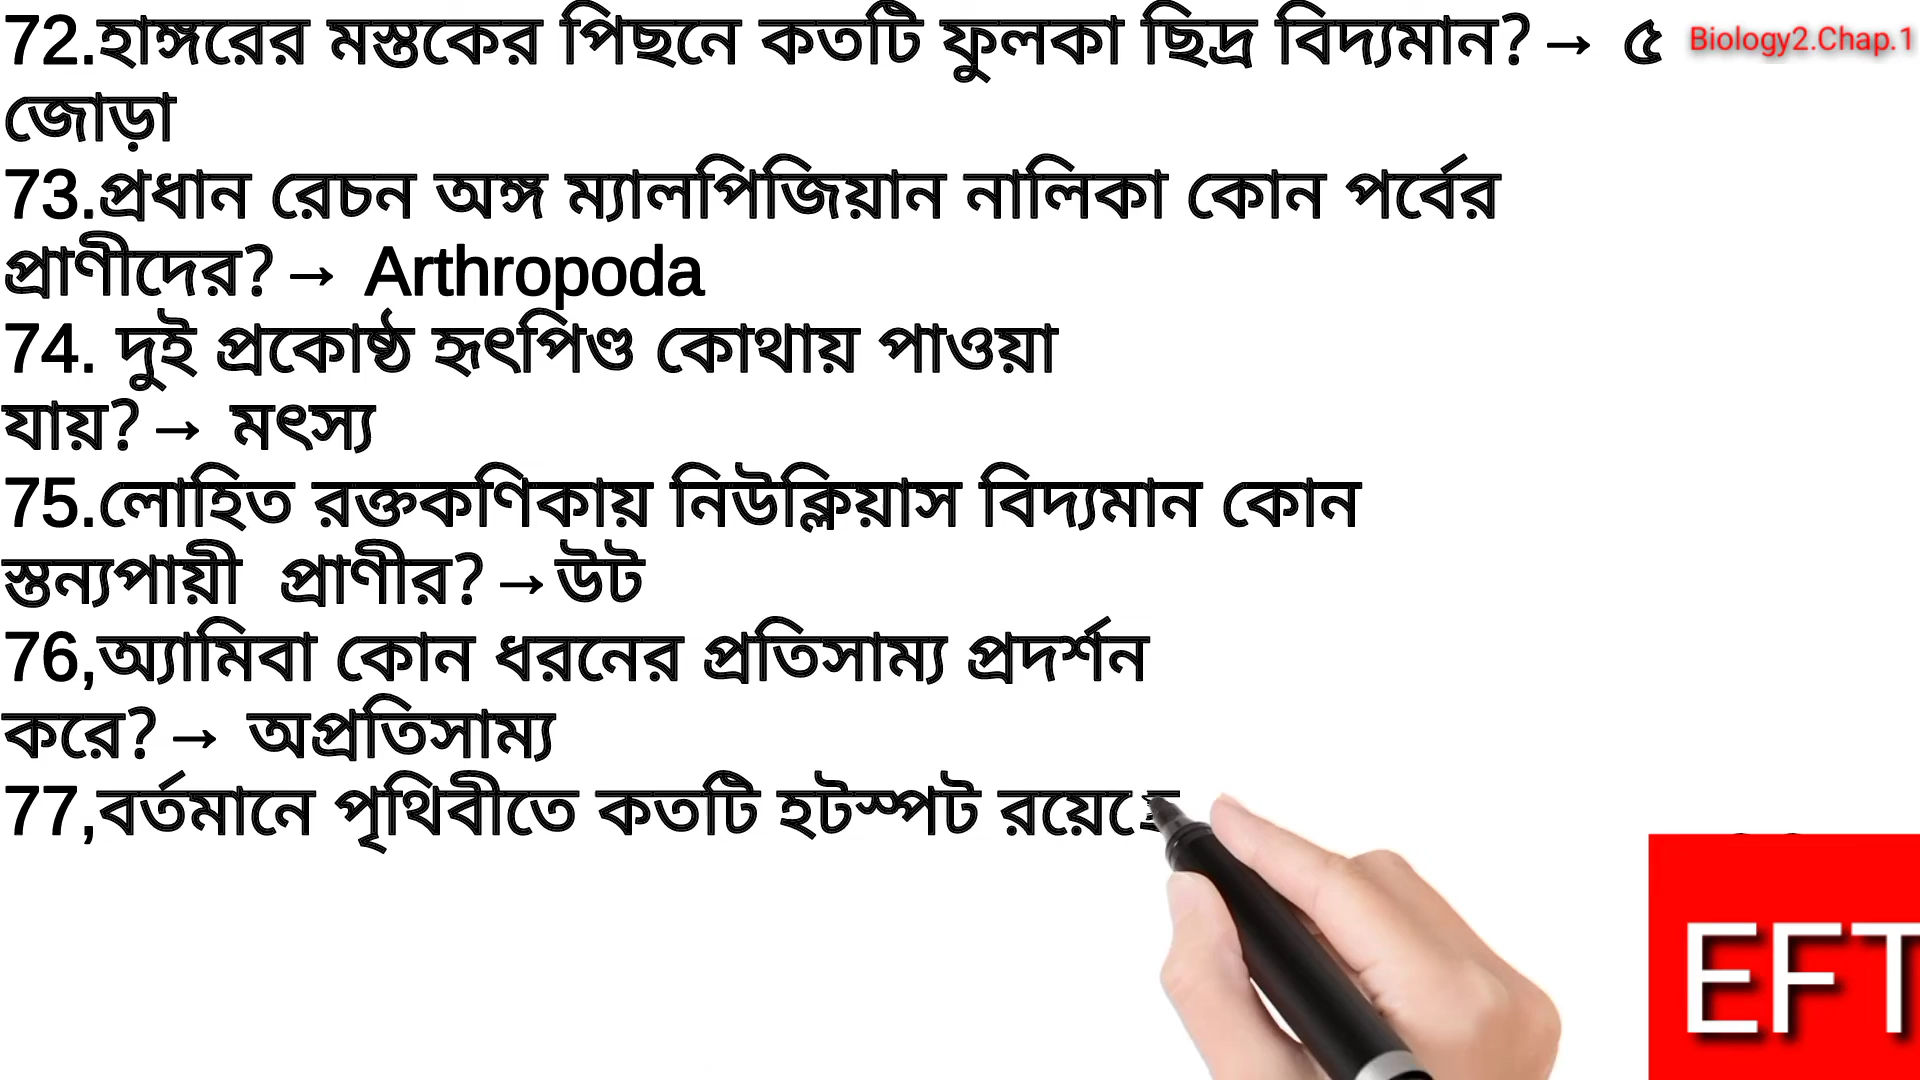 72.হাঙ্গরের মস্তকের পিছনে কতটি ফুলকা ছিদ্র বিদ্যমান?→ ৫
জোড়া
Biology2.Chap.1
73.প্রধান রেচন অঙ্গ ম্যালপিজিয়ান নালিকা কোন পর্বের
প্রাণীদের?→ Arthropoda
74. দুই প্রকোষ্ঠ হৃৎপিণ্ড কোথায় পাওয়া
যায়?→ মৎস্য
75.লোহিত রক্তকণিকায় নিউক্লিয়াস বিদ্যমান কোন
স্তন্যপায়ী প্রাণীর?→উট
76,অ্যামিবা কোন ধরনের প্রতিসাম্য প্রদর্শন
করে?→ অপ্রতিসাম্য
77,বর্তমানে পৃথিবীতে কতটি হটস্পট রয়েছে
EFT